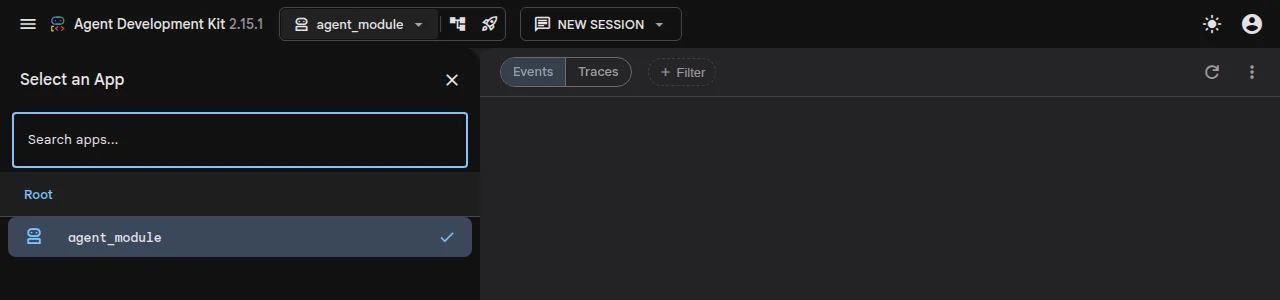 Agent Development Kit 2.15.1
agent_module
NEW SESSION
Select an App
Search apps...
Root
agent_module
Events
Traces
+ Filter